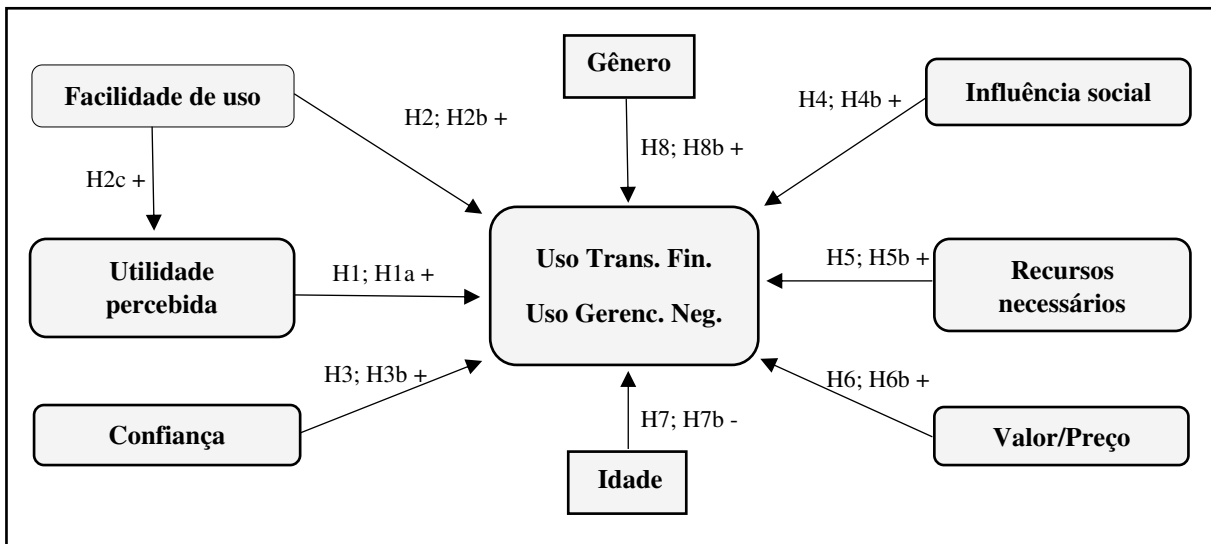 Gênero
Facilidade de uso
Influência social
H2; H2b +
H4; H4b +
H8; H8b +
H2c +
Utilidade
percebida
H1; H1a +
Uso Trans. Fin.
Uso Gerenc. Neg.
H5; H5b +
Recursos
necessários
H3; H3b +
H6; H6b +
Confiança
H7; H7b -
Valor/Preço
Idade